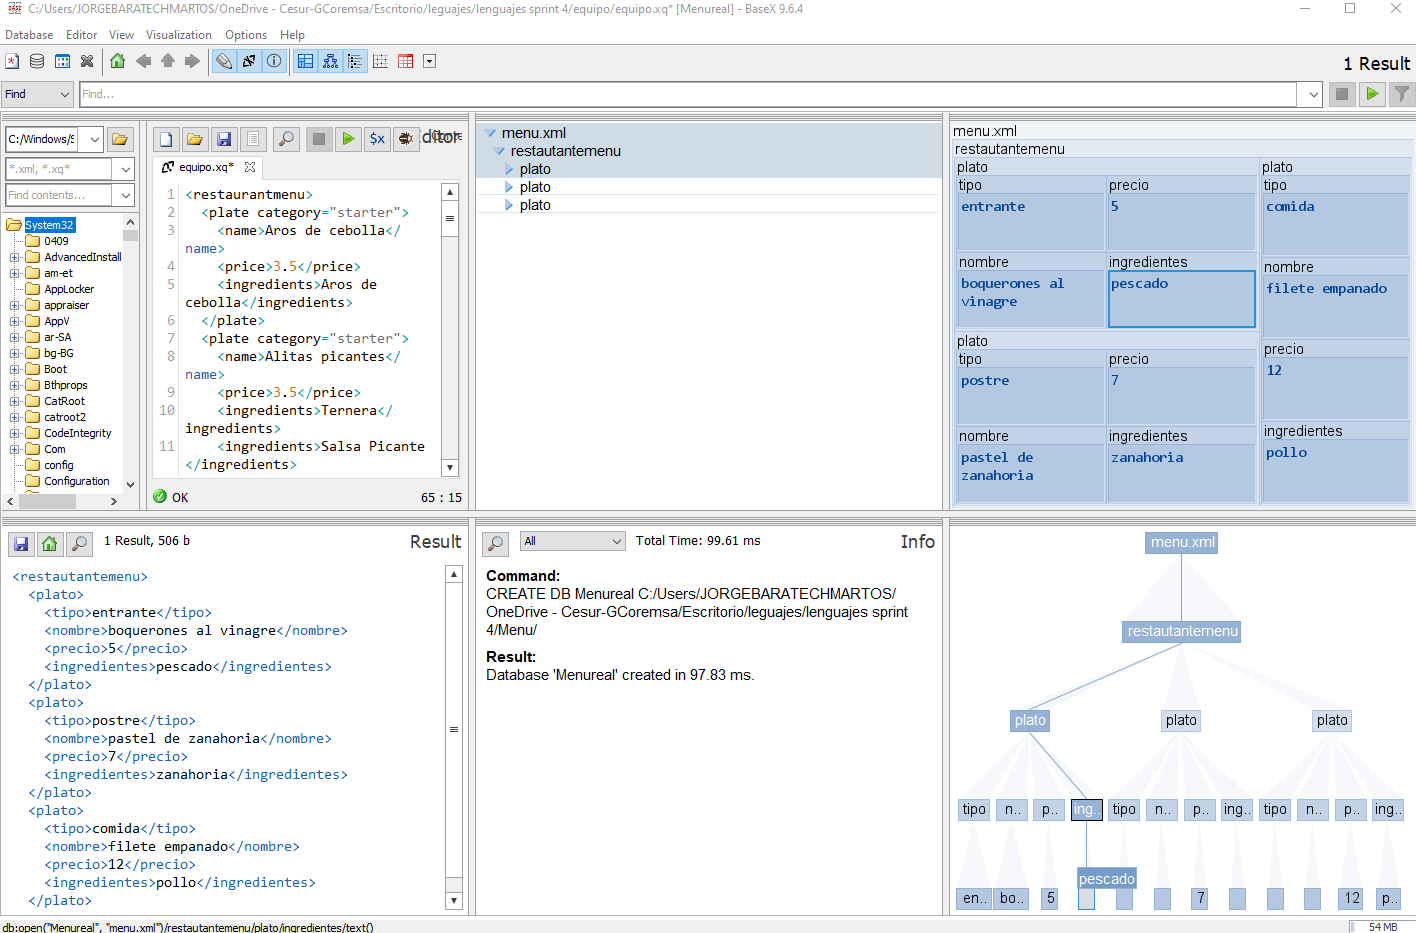 C:/Users/JORGEBARATECHMARTOS/OneDrive - Cesur-GCoremsa/Escritorio/leguajes/lenguajes sprint 4/equipo/equipo.xq* [Menureal] - BaseX 9.6.4
Database Editor View Visualization Options Help
1 Result
Find
Find...
C:/Windows/S
*.xml, *.xq*
Find contents...
System32
0409
AdvancedInstall
am-et
AppLocker
appraiser
AppV
ar-SA
bg-BG
Boot
Bthprops
CatRoot
catroot2
CodeIntegrity
Com
config
Configuration
Editor
equipo.xq*
1 <restaurantmenu>
2 <plate category="starter">
3 <name>Aros de cebolla</
name>
4 <price>3.5</price>
5 <ingredients>Aros de
cebolla</ingredients>
6 </plate>
7 <plate category="starter">
8 <name>Alitas picantes</
name>
9 <price>3.5</price>
10 <ingredients>Ternera</
ingredients>
11 <ingredients>Salsa Picante
</ingredients>
OK
65 : 15
menu.xml
restautantemenu
plato
plato
plato
menu.xml
restautantemenu
plato
tipo
entrante
precio
5
nombre
boquerones al
vinagre
ingredientes
pescado
plato
tipo
postre
precio
7
nombre
pastel de
zanahoria
ingredientes
zanahoria
plato
tipo
comida
nombre
filete empanado
precio
12
ingredientes
pollo
1 Result, 506 b
Result
<restautantemenu>
<plato>
<tipo>entrante</tipo>
<nombre>boquerones al vinagre</nombre>
<precio>5</precio>
<ingredientes>pescado</ingredientes>
</plato>
<plato>
<tipo>postre</tipo>
<nombre>pastel de zanahoria</nombre>
<precio>7</precio>
<ingredientes>zanahoria</ingredientes>
</plato>
<plato>
<tipo>comida</tipo>
<nombre>filete empanado</nombre>
<precio>12</precio>
<ingredientes>pollo</ingredientes>
</plato>
All
Total Time: 99.61 ms
Info
Command:
CREATE DB Menureal C:/Users/JORGEBARATECHMARTOS/
OneDrive - Cesur-GCoremsa/Escritorio/leguajes/lenguajes sprint
4/Menu/
Result:
Database 'Menureal' created in 97.83 ms.
menu.xml
restautantemenu
plato plato plato
tipo n.. p.. ing.. tipo n.. p.. ing.. tipo n.. p.. ing..
pescado
en.. bo.. 5 7 12 p..
db:open("Menureal", "menu.xml")/restautantemenu/plato/ingredientes/text()
54 MB